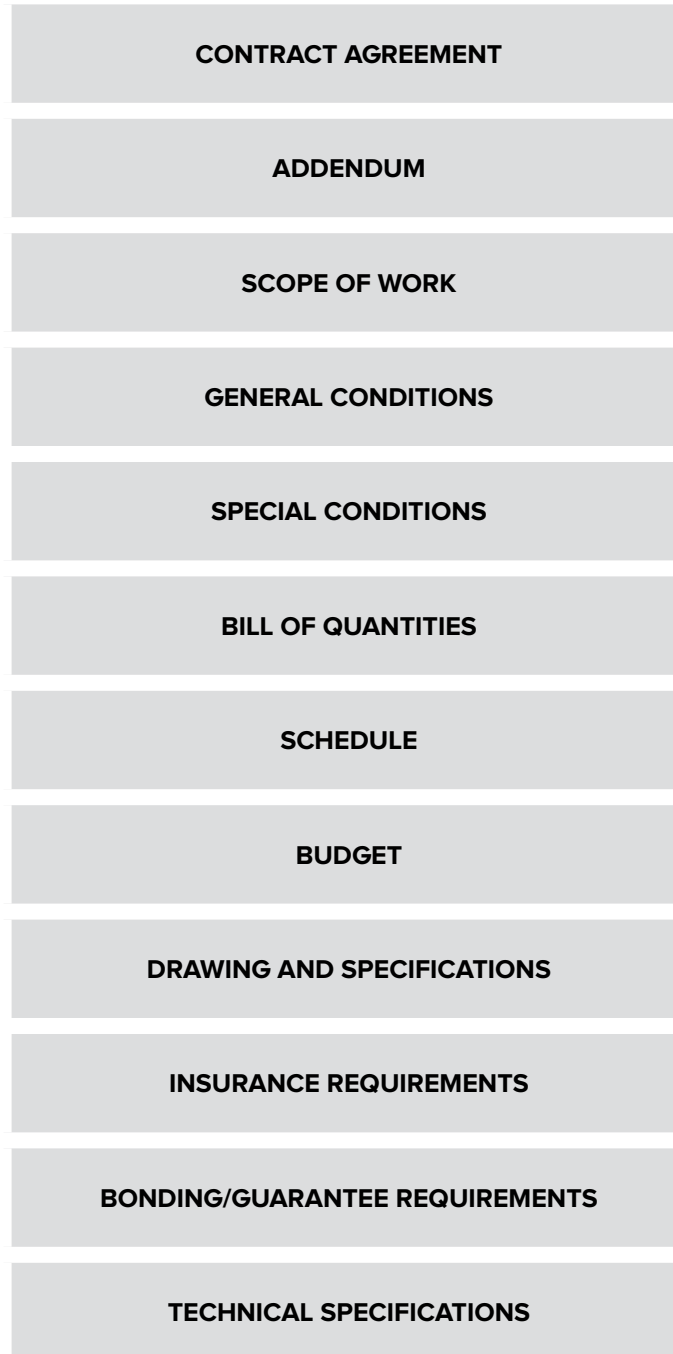 CONTRACT AGREEMENT
ADDENDUM
SCOPE OF WORK
GENERAL CONDITIONS
SPECIAL CONDITIONS
BILL OF QUANTITIES
SCHEDULE
BUDGET
DRAWING AND SPECIFICATIONS
INSURANCE REQUIREMENTS
BONDING/GUARANTEE REQUIREMENTS
TECHNICAL SPECIFICATIONS